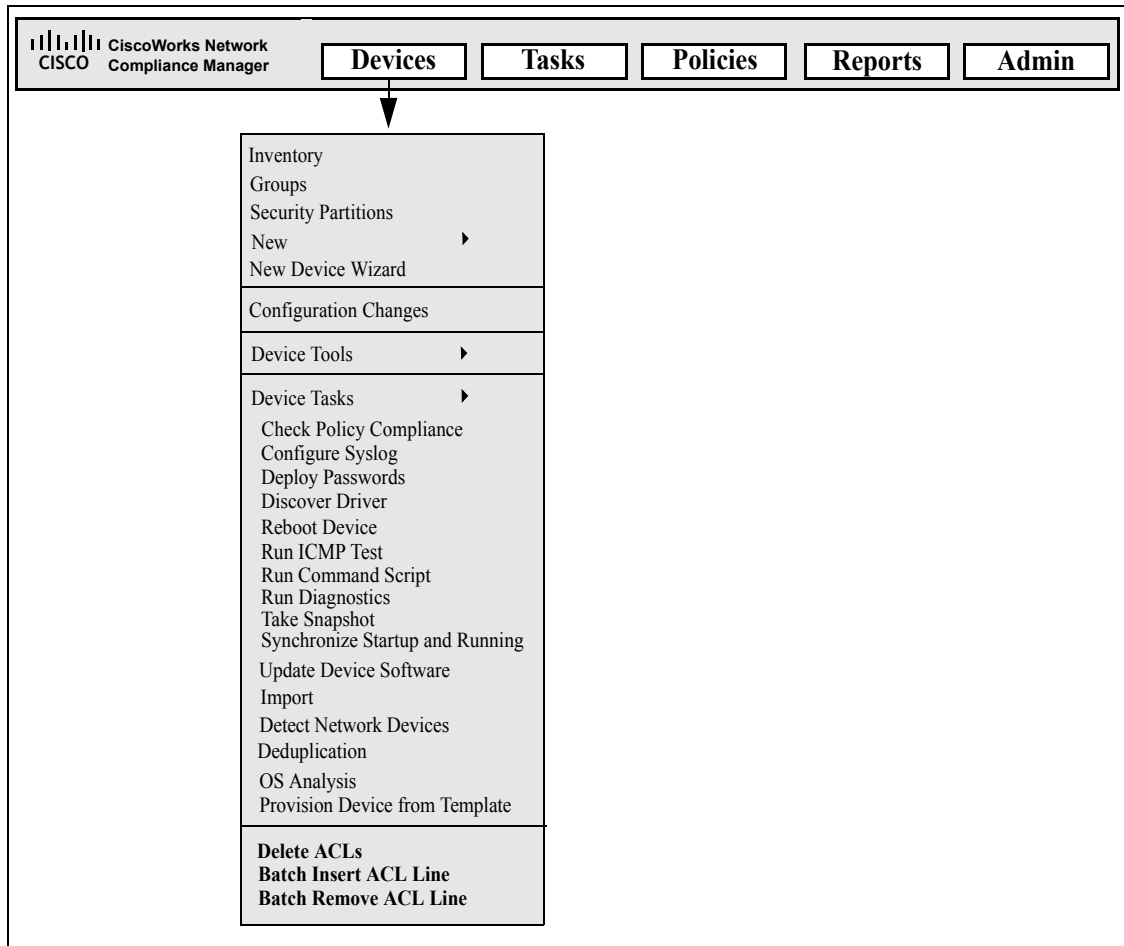 CiscoWorks Network
CISCO Compliance Manager
Devices
Tasks
Policies
Reports
Admin
Inventory
Groups
Security Partitions
New
New Device Wizard
Configuration Changes
Device Tools
Device Tasks
Check Policy Compliance
Configure Syslog
Deploy Passwords
Discover Driver
Reboot Device
Run ICMP Test
Run Command Script
Run Diagnostics
Take Snapshot
Synchronize Startup and Running
Update Device Software
Import
Detect Network Devices
Deduplication
OS Analysis
Provision Device from Template
Delete ACLs
Batch Insert ACL Line
Batch Remove ACL Line